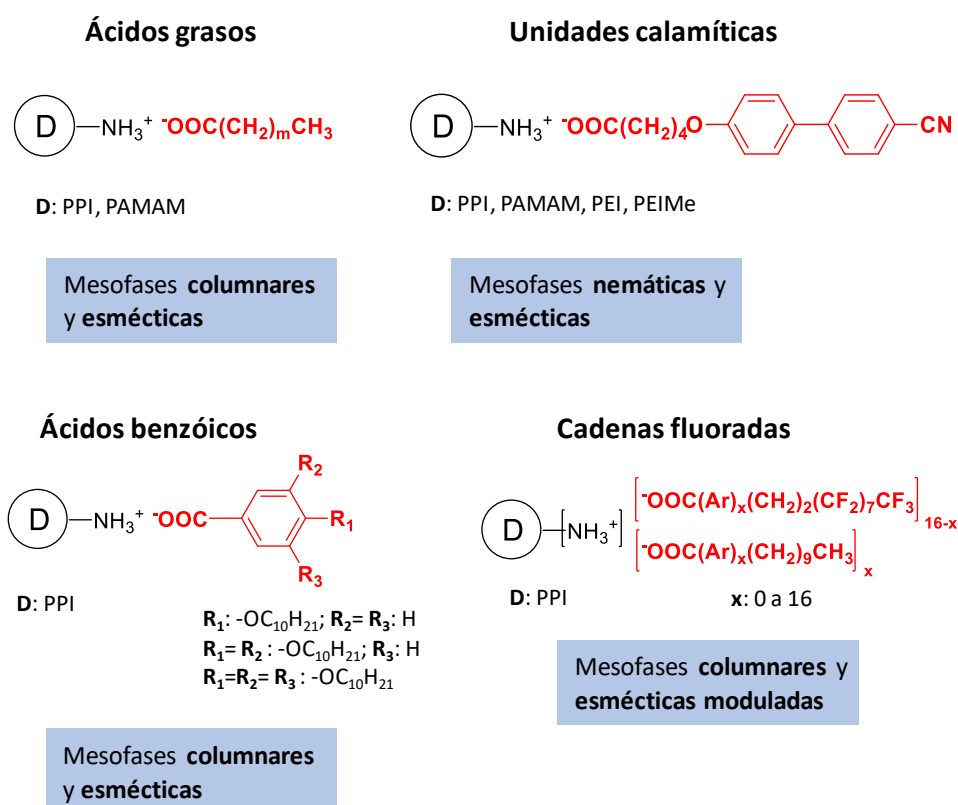 Ácidos grasos
D
NH₃⁺ ⁻OOC(CH₂)ₘCH₃
D: PPI, PAMAM
Mesofases columnares
y esmécticas
Unidades calamíticas
D
NH₃⁺ ⁻OOC(CH₂)₄O
CN
D: PPI, PAMAM, PEI, PEIMe
Mesofases nemáticas y
esmécticas
Ácidos benzóicos
D
NH₃⁺ ⁻OOC
R₂
R₁
R₃
D: PPI
R₁: -OC₁₀H₂₁; R₂= R₃: H
R₁= R₂ : -OC₁₀H₂₁; R₃: H
R₁=R₂= R₃ : -OC₁₀H₂₁
Mesofases columnares
y esmécticas
Cadenas fluoradas
D
[NH₃⁺]
[⁻OOC(Ar)ₓ(CH₂)₂(CF₂)₇CF₃]₁₆₋ₓ
[⁻OOC(Ar)ₓ(CH₂)₉CH₃]ₓ
D: PPI
x: 0 a 16
Mesofases columnares y
esmécticas moduladas